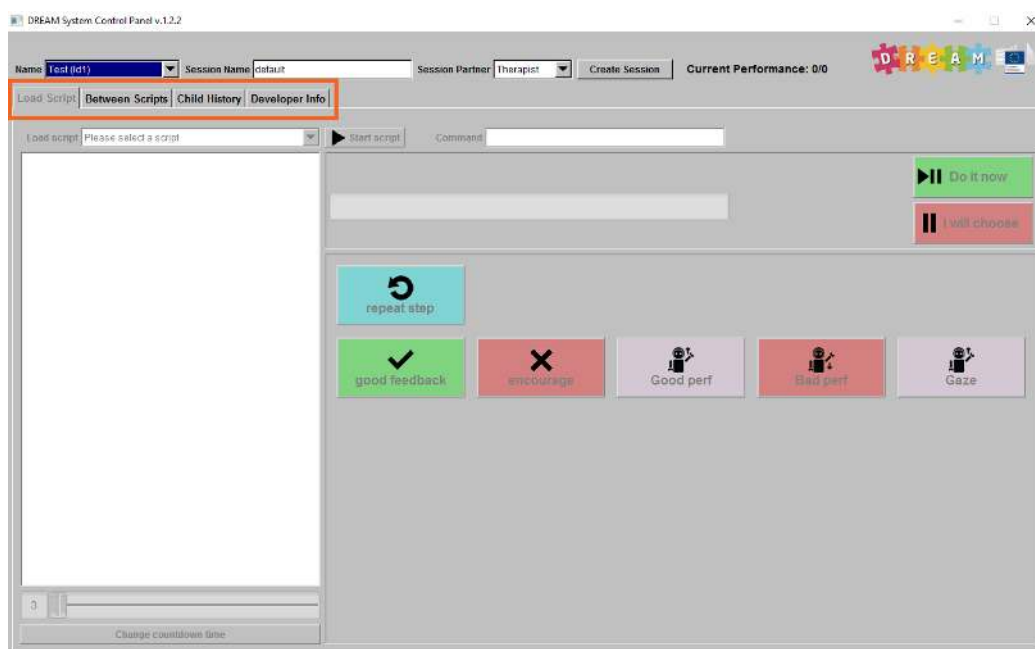 DREAM System Control Panel v.1.2.2
Name Test (Id1) Session Name default Session Partner Therapist Create Session Current Performance: 0/0 DREAM
Load Script Between Scripts Child History Developer Info
Load script Please select a script Start script Command
Do it now
I will choose
repeat step
good feedback encourage Good perf Bad perf Gaze
3
Change countdown time